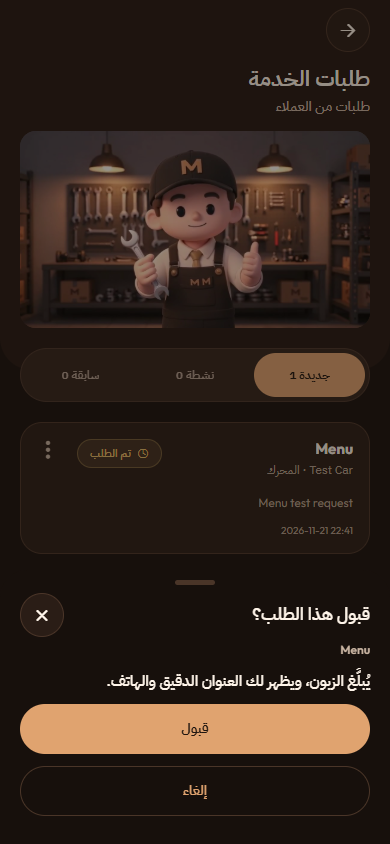 طلبات الخدمة
طلبات من العملاء
M
MM
جديدة 1
نشطة 0
سابقة 0
Menu
تم الطلب
Test Car · المحرك
Menu test request
2026-11-21 22:41
قبول هذا الطلب؟
Menu
يُبلَّغ الزبون، ويظهر لك العنوان الدقيق والهاتف.
قبول
إلغاء